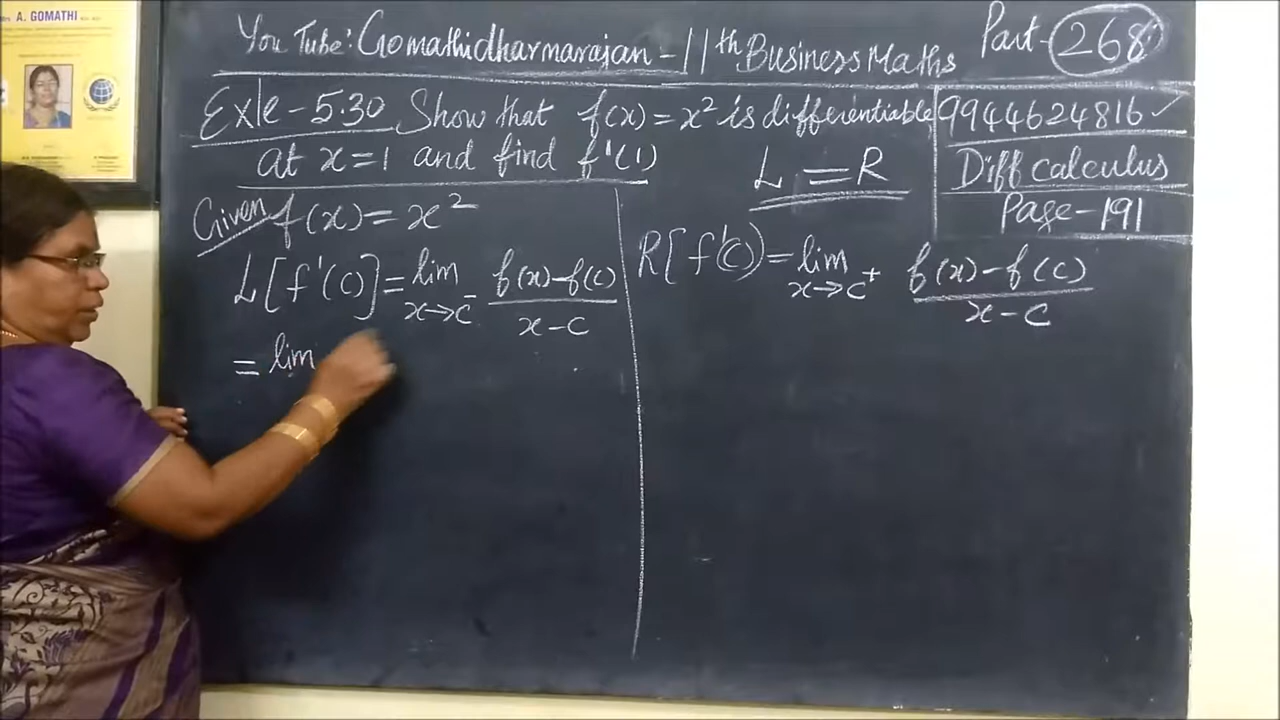 A. GOMATHI
You Tube: Gomathidharmarajan - 11th Business Maths Part - 268
Exle - 5.30 Show that f(x) = x² is differentiable
at x = 1 and find f'(1)
L = R
9944624816 ✓
Diff calculus
Page - 191
Given f(x) = x²
L[f'(c)] = lim x→c⁻ f(x) - f(c) / x - c
= lim
R[f'(c)) = lim x→c⁺ f(x) - f(c) / x - c